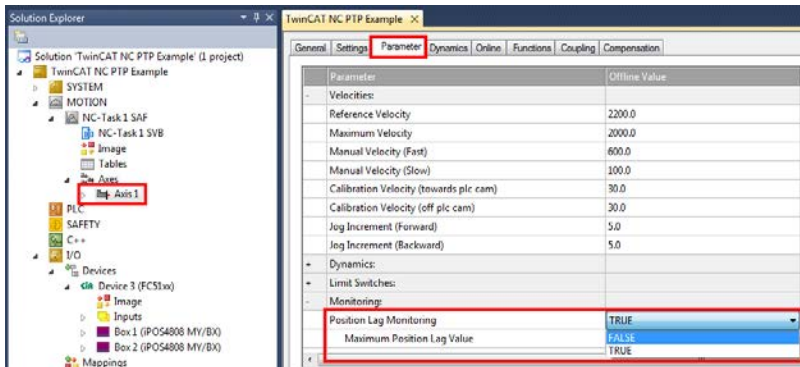 Solution Explorer
TwinCAT NC PTP Example
Solution 'TwinCAT NC PTP Example' (1 project)
TwinCAT NC PTP Example
SYSTEM
MOTION
NC-Task 1 SAF
NC-Task 1 SVB
Image
Tables
Axes
Axis 1
PLC
SAFETY
C++
I/O
Devices
Device 3 (FC51xx)
Image
Inputs
Box 1 (iPOS4808 MY/BX)
Box 2 (iPOS4808 MY/BX)
Mappings
General Settings Parameter Dynamics Online Functions Coupling Compensation
Parameter Offline Value
- Velocities:
Reference Velocity 2200.0
Maximum Velocity 2000.0
Manual Velocity (Fast) 600.0
Manual Velocity (Slow) 100.0
Calibration Velocity (towards plc cam) 30.0
Calibration Velocity (off plc cam) 30.0
Jog Increment (Forward) 5.0
Jog Increment (Backward) 5.0
+ Dynamics:
+ Limit Switches:
- Monitoring:
Position Lag Monitoring TRUE
Maximum Position Lag Value FALSE
TRUE